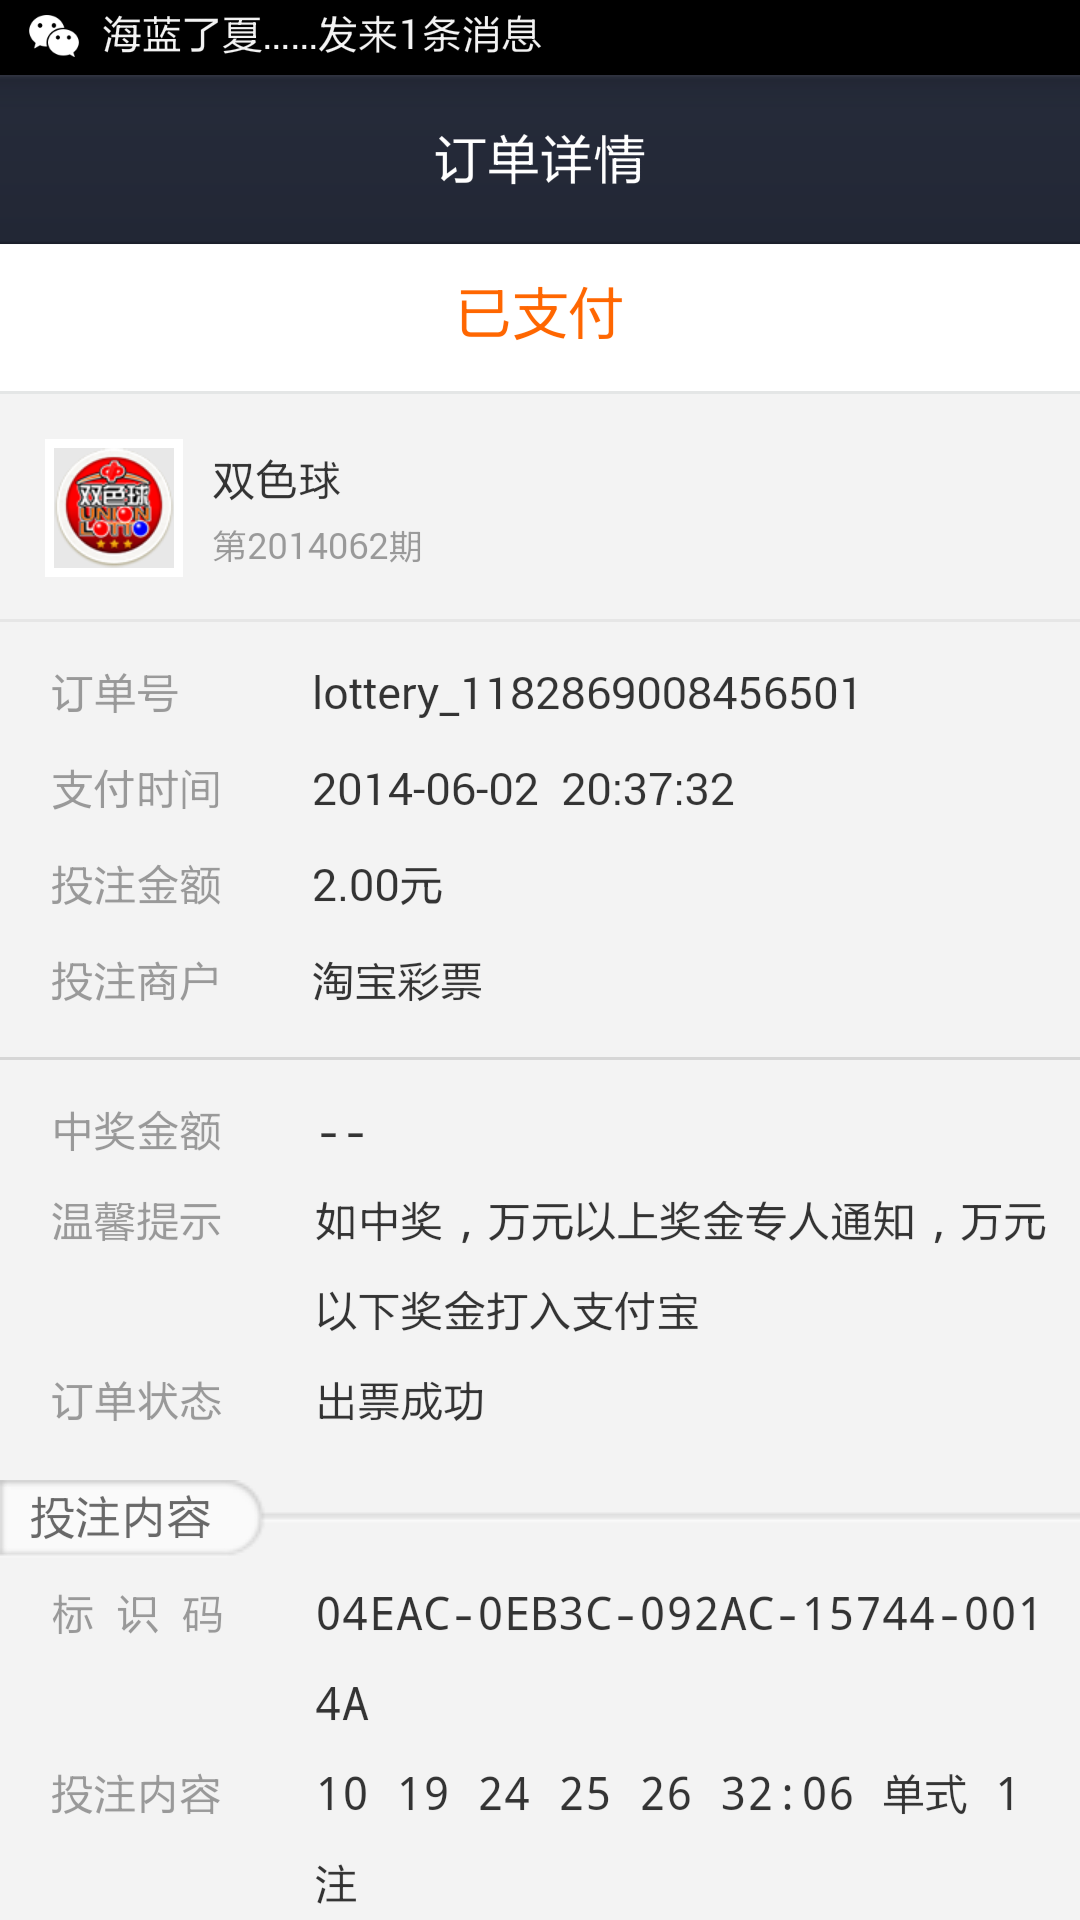 海蓝了夏……发来1条消息
订单详情
已支付
双色球
UNION
LOTTO
双色球
第2014062期
订单号 lottery_1182869008456501
支付时间 2014-06-02 20:37:32
投注金额 2.00元
投注商户 淘宝彩票
中奖金额 --
温馨提示 如中奖，万元以上奖金专人通知，万元
以下奖金打入支付宝
订单状态 出票成功
投注内容
标 识 码 04EAC-0EB3C-092AC-15744-001
4A
投注内容 10 19 24 25 26 32:06 单式 1
注